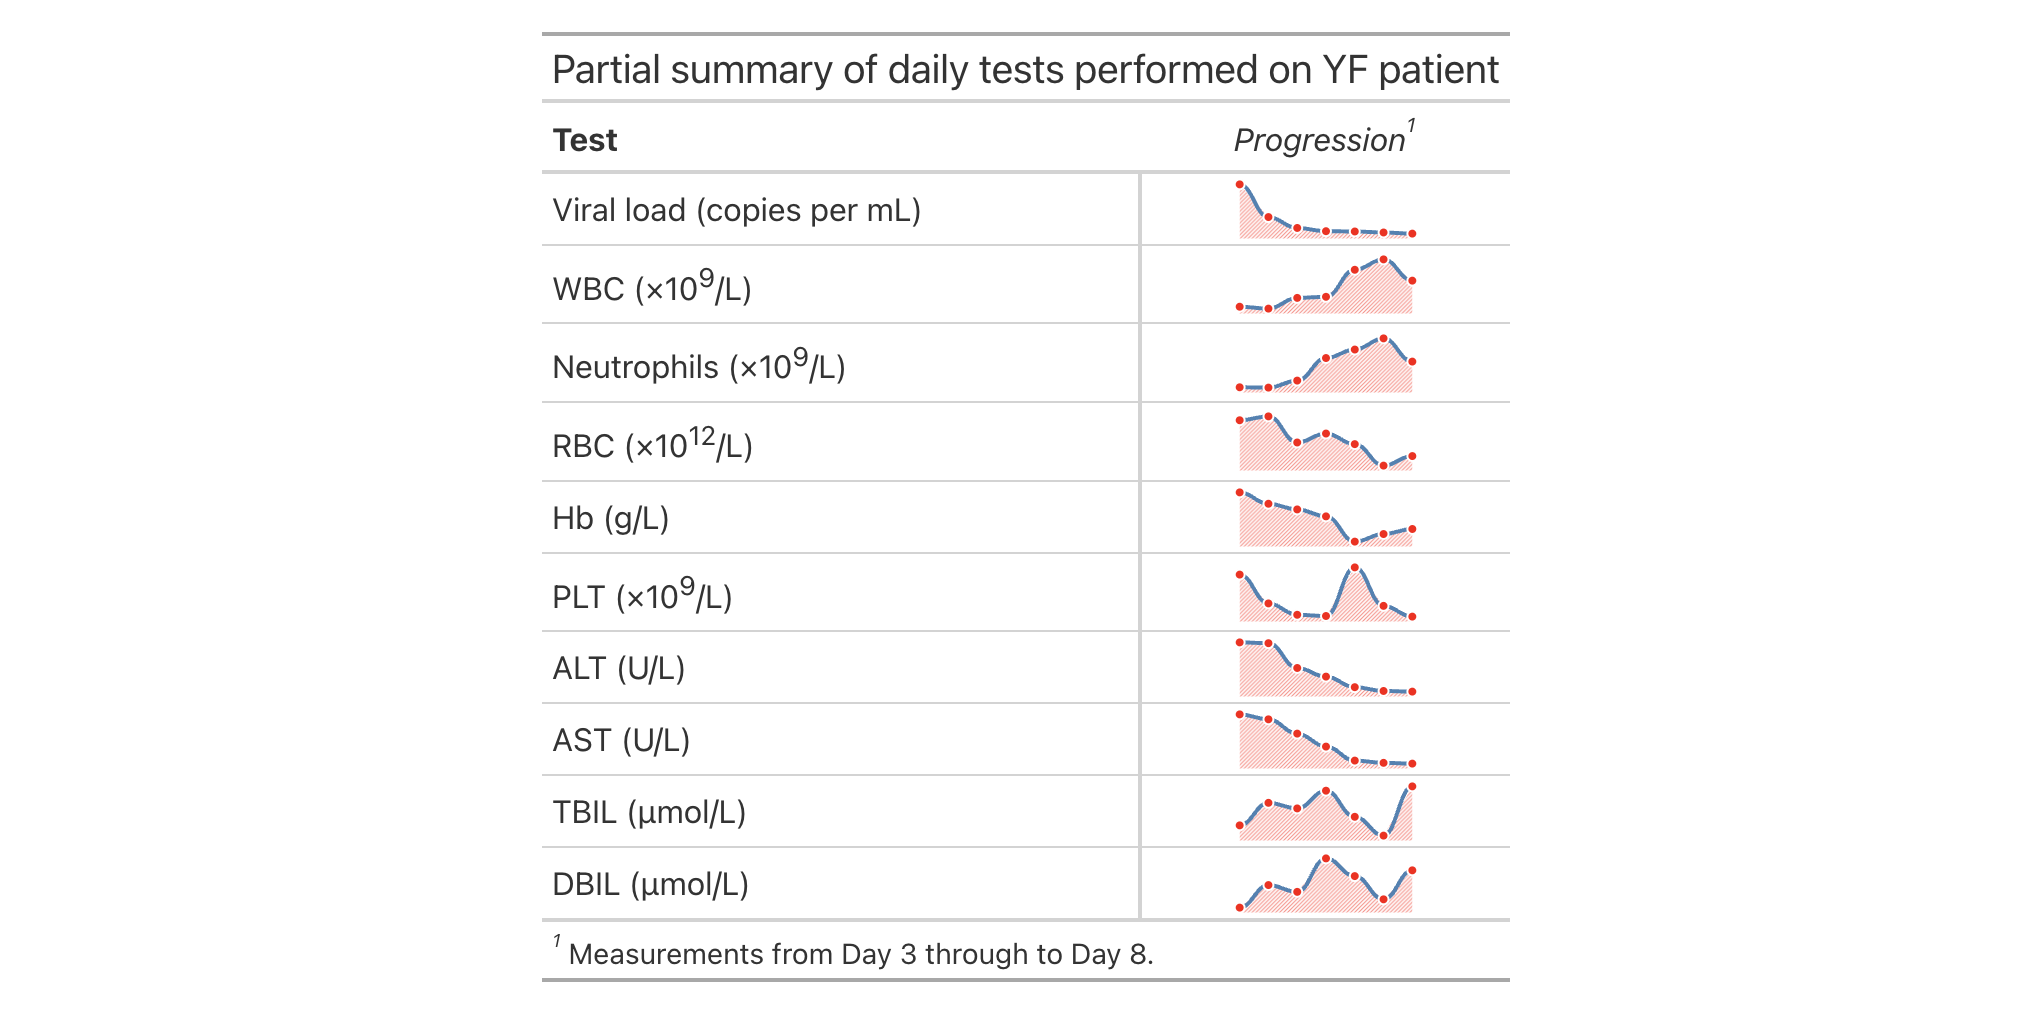 Partial summary of daily tests performed on YF patient
Test Progression¹
Viral load (copies per mL)
WBC (×10⁹/L)
Neutrophils (×10⁹/L)
RBC (×10¹²/L)
Hb (g/L)
PLT (×10⁹/L)
ALT (U/L)
AST (U/L)
TBIL (µmol/L)
DBIL (µmol/L)
¹ Measurements from Day 3 through to Day 8.